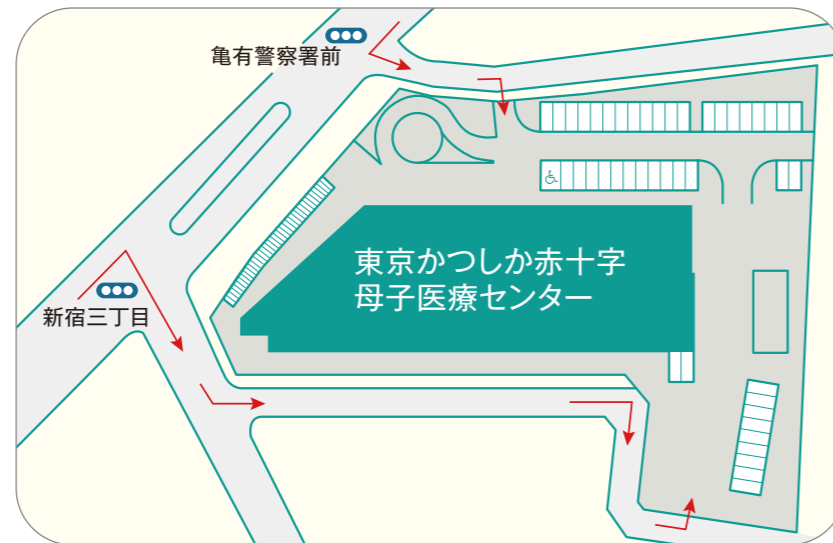 亀有警察署前
東京かつしか赤十字
母子医療センター
新宿三丁目